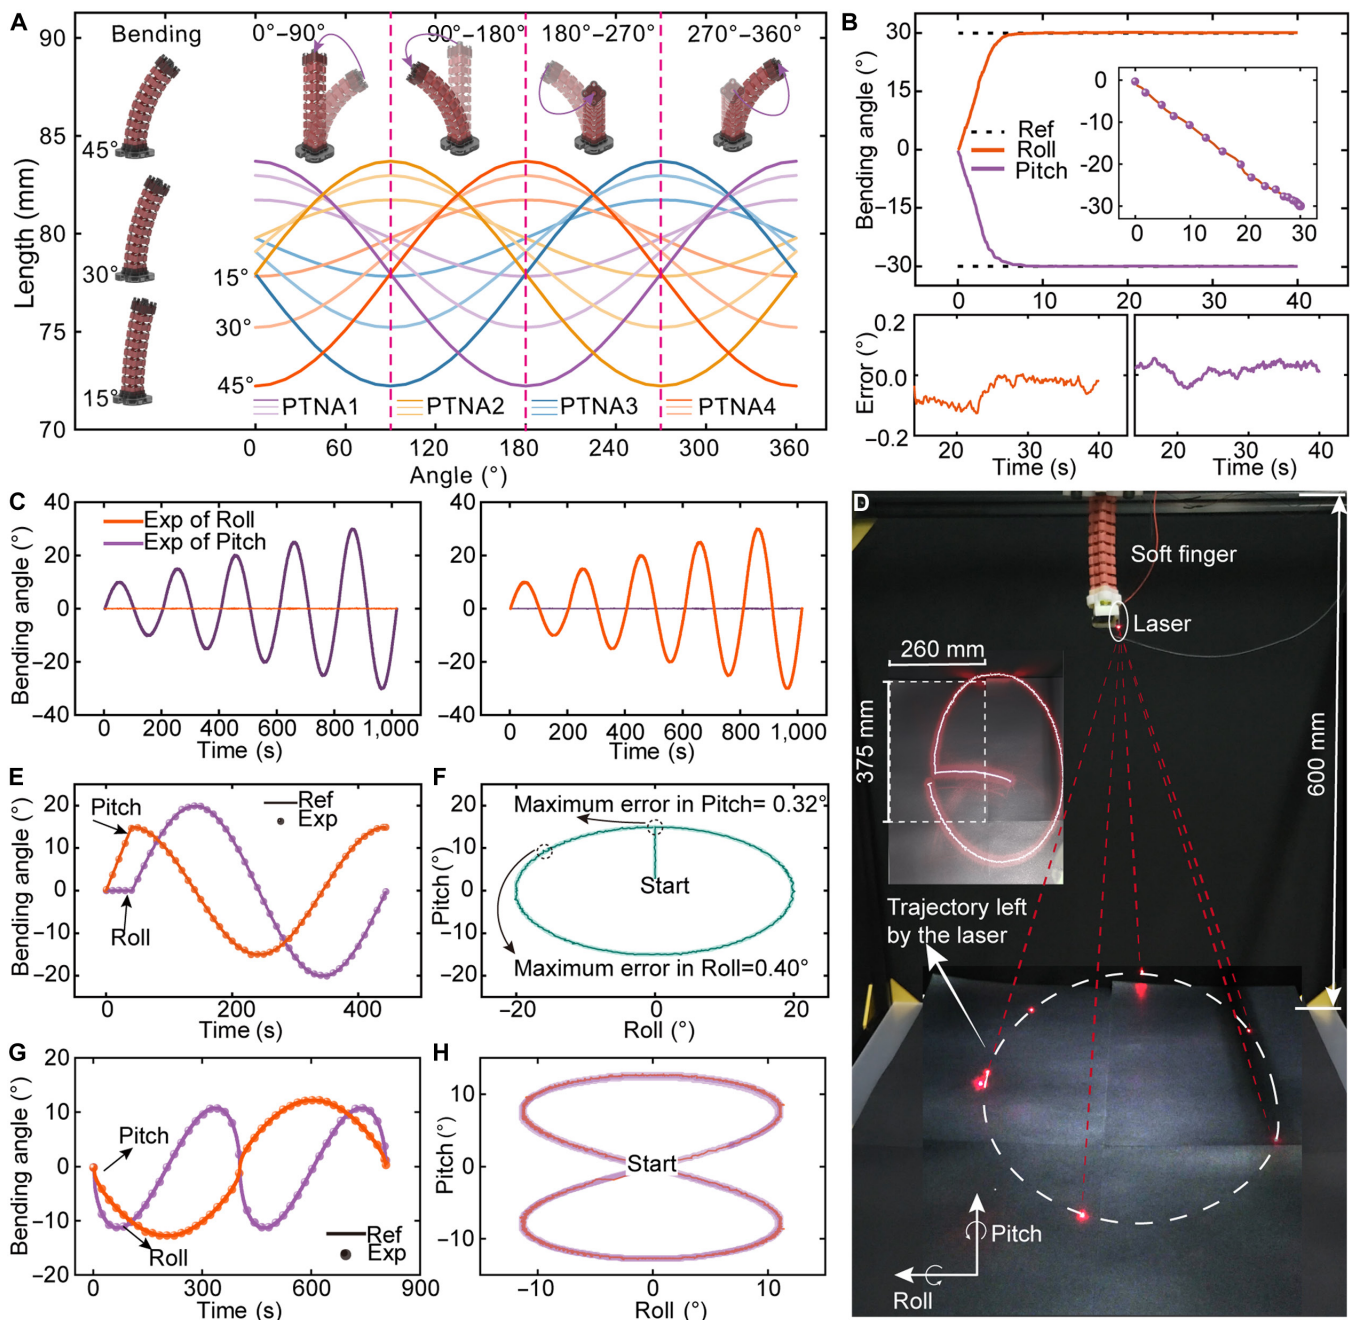 A
Bending
0°–90°
90°–180°
180°–270°
270°–360°
90
85
80
75
70
Length (mm)
45°
30°
15°
15°
30°
45°
PTNA1
PTNA2
PTNA3
PTNA4
0
60
120
180
240
300
360
Angle (°)
B
30
15
0
−15
−30
Bending angle (°)
Ref
Roll
Pitch
0
-10
-20
-30
0
10
20
30
0
10
20
30
40
Time (s)
0.2
0.0
−0.2
Error (°)
20
30
40
Time (s)
20
30
40
Time (s)
C
40
20
0
−20
−40
Bending angle (°)
Exp of Roll
Exp of Pitch
0
200
400
600
800
1,000
Time (s)
40
20
0
−20
−40
0
200
400
600
800
1,000
Time (s)
D
Soft finger
Laser
260 mm
375 mm
600 mm
Trajectory left
by the laser
Pitch
Roll
E
20
10
0
−10
−20
Bending angle (°)
Pitch
Roll
Ref
Exp
0
200
400
Time (s)
F
20
10
0
−10
−20
Pitch (°)
Maximum error in Pitch= 0.32°
Start
Maximum error in Roll=0.40°
−20
0
20
Roll (°)
G
20
10
0
−10
−20
Bending angle (°)
Pitch
Roll
Ref
Exp
0
300
600
900
Time (s)
H
10
0
−10
Pitch (°)
Start
−10
0
10
Roll (°)